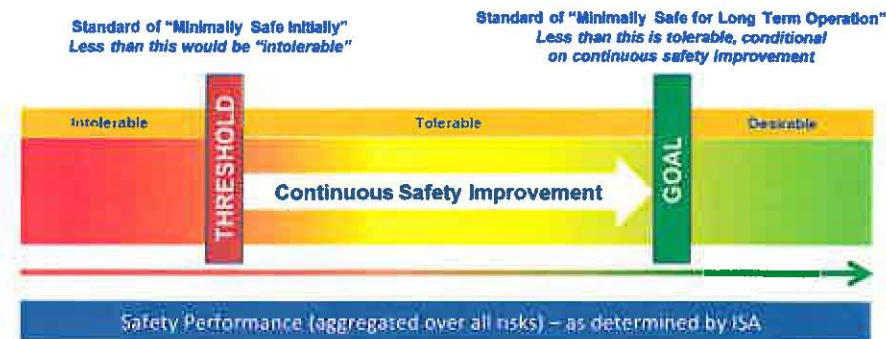 Standard of "Minimally Safe Initially"
Less than this would be "intolerable"
Standard of "Minimally Safe for Long Term Operation"
Less than this is tolerable, conditional
on continuous safety improvement
Intolerable
THRESHOLD
Tolerable
GOAL
Desirable
Continuous Safety Improvement
Safety Performance (aggregated over all risks) – as determined by ISA